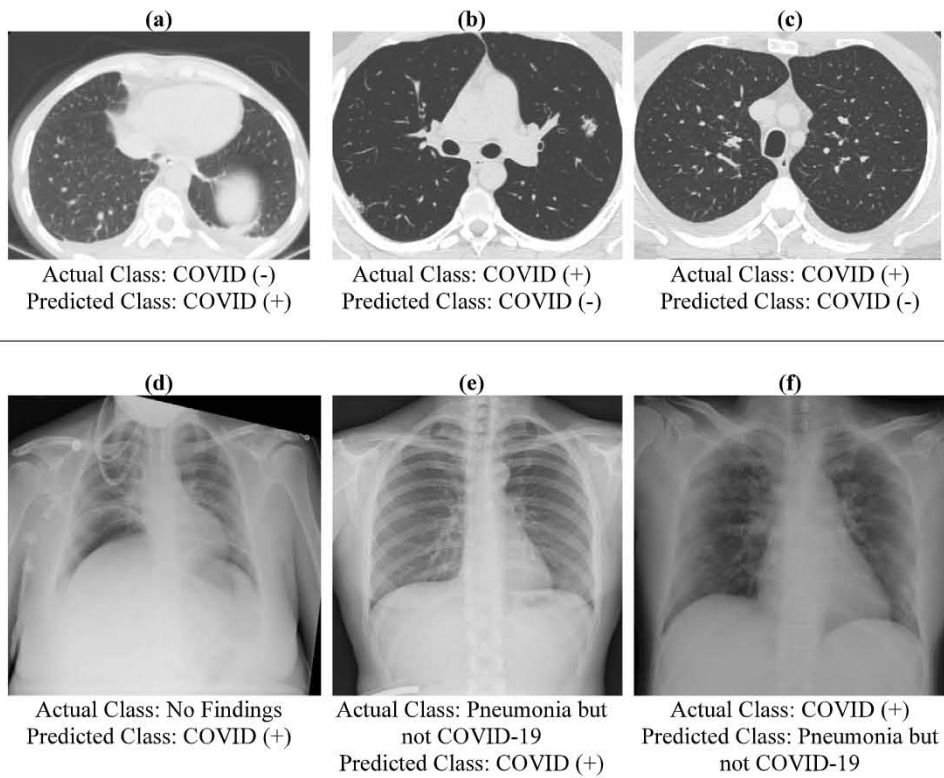 (a)
(b)
(c)
Actual Class: COVID (-)
Predicted Class: COVID (+)
Actual Class: COVID (+)
Predicted Class: COVID (-)
Actual Class: COVID (+)
Predicted Class: COVID (-)
(d)
(e)
(f)
Actual Class: No Findings
Predicted Class: COVID (+)
Actual Class: Pneumonia but
not COVID-19
Predicted Class: COVID (+)
Actual Class: COVID (+)
Predicted Class: Pneumonia but
not COVID-19